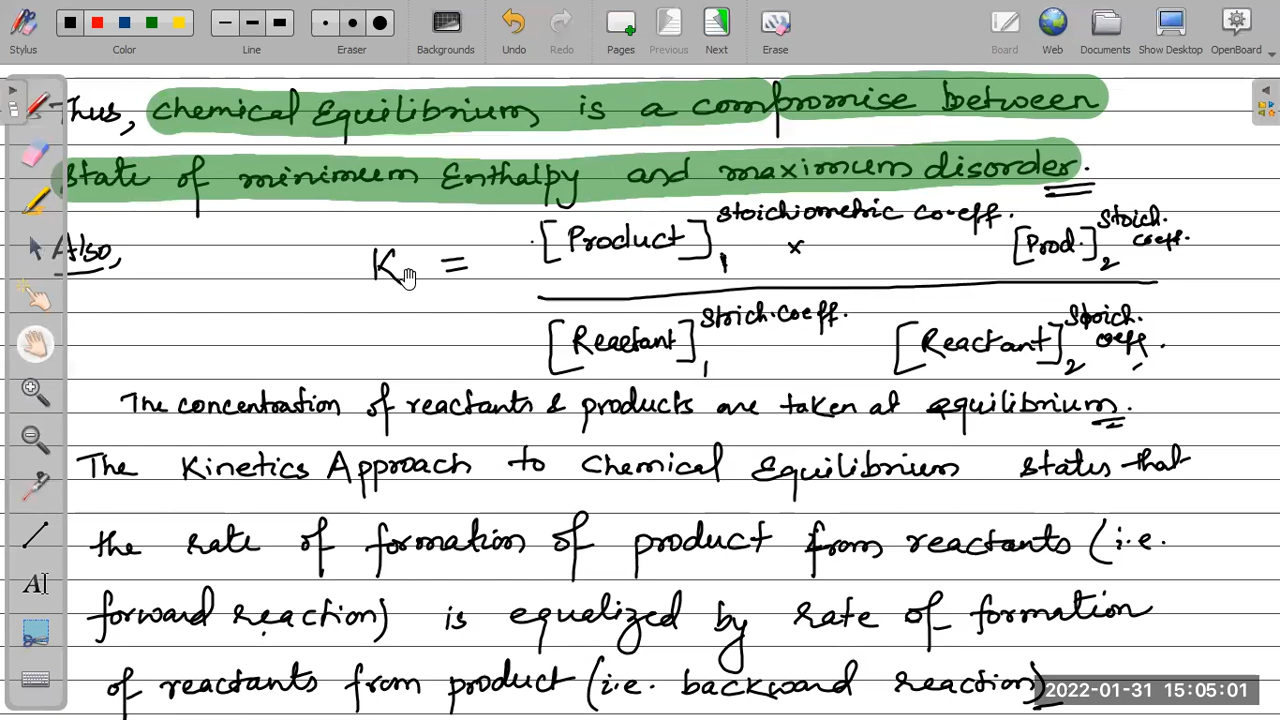 Stylus Color Line Eraser Backgrounds Undo Redo Pages Previous Next Erase Board Web Documents Show Desktop OpenBoard
Thus, chemical Equilibrium is a compromise between
state of minimum Enthalpy and maximum disorder.
Also,
K = [Product]₁ stoichiometric co-eff. × [Prod.]₂ stoich. coeff.
[Reactant]₁ stoich. coeff. [Reactant]₂ stoich. coeff.
The concentration of reactants & products are taken at equilibrium.
The Kinetics Approach to Chemical Equilibrium states that
the rate of formation of product from reactants (i.e.
forward reaction) is equalized by rate of formation
of reactants from product (i.e. backward reaction)
2022-01-31 15:05:01